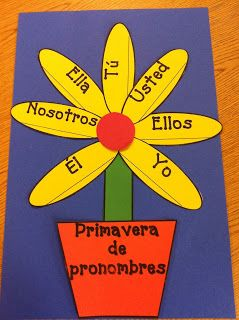 Ella
Tú
Usted
Nosotros
Ellos
Él
Yo
Primavera
de
pronombres